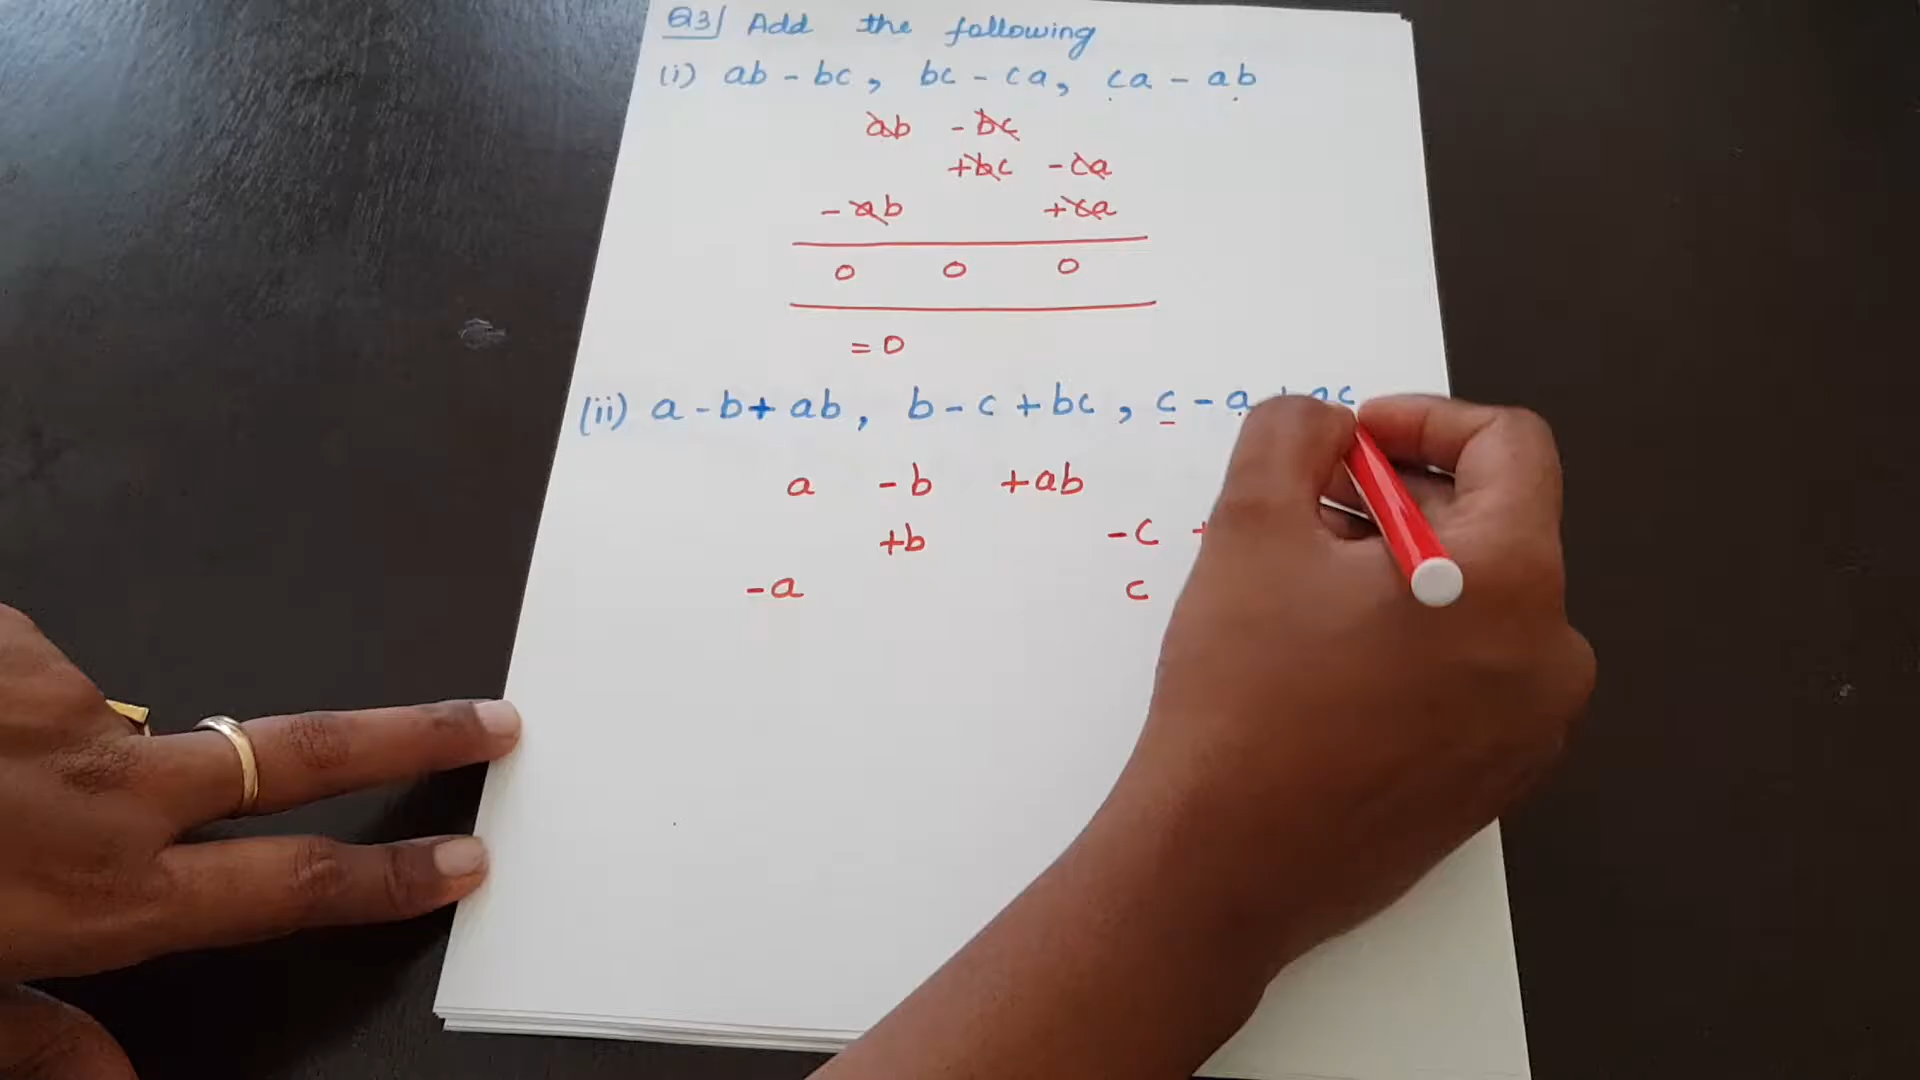 Q3/ Add the following
(i) ab - bc, bc - ca, ca - ab
ab - bc
+bc - ca
- ab +ca
0 0 0
= 0
(ii) a - b + ab, b - c + bc, c - a + ac
a - b + ab
+b - c +
- a c